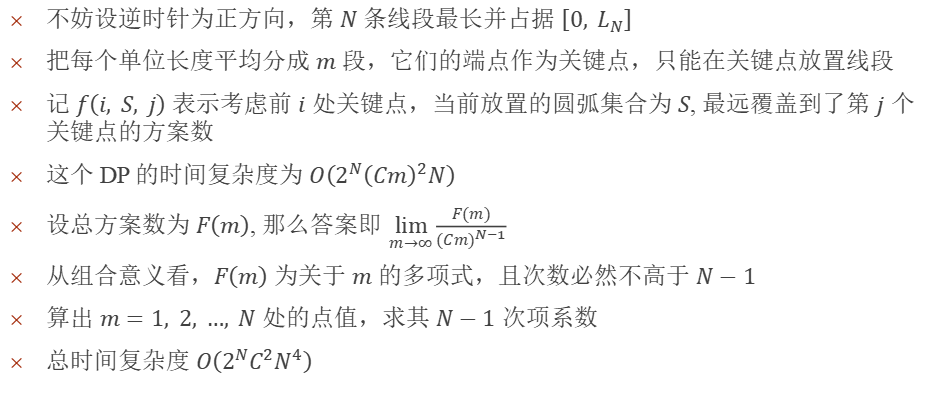 × 不妨设逆时针为正方向，第 N 条线段最长并占据 [0, L_N]
× 把每个单位长度平均分成 m 段，它们的端点作为关键点，只能在关键点放置线段
× 记 f(i, S, j) 表示考虑前 i 处关键点，当前放置的圆弧集合为 S, 最远覆盖到了第 j 个
关键点的方案数
× 这个 DP 的时间复杂度为 O(2^N(Cm)^2N)
× 设总方案数为 F(m), 那么答案即 lim_{m→∞} F(m)/(Cm)^{N−1}
× 从组合意义看，F(m) 为关于 m 的多项式，且次数必然不高于 N − 1
× 算出 m = 1, 2, …, N 处的点值，求其 N − 1 次项系数
× 总时间复杂度 O(2^N C^2 N^4)